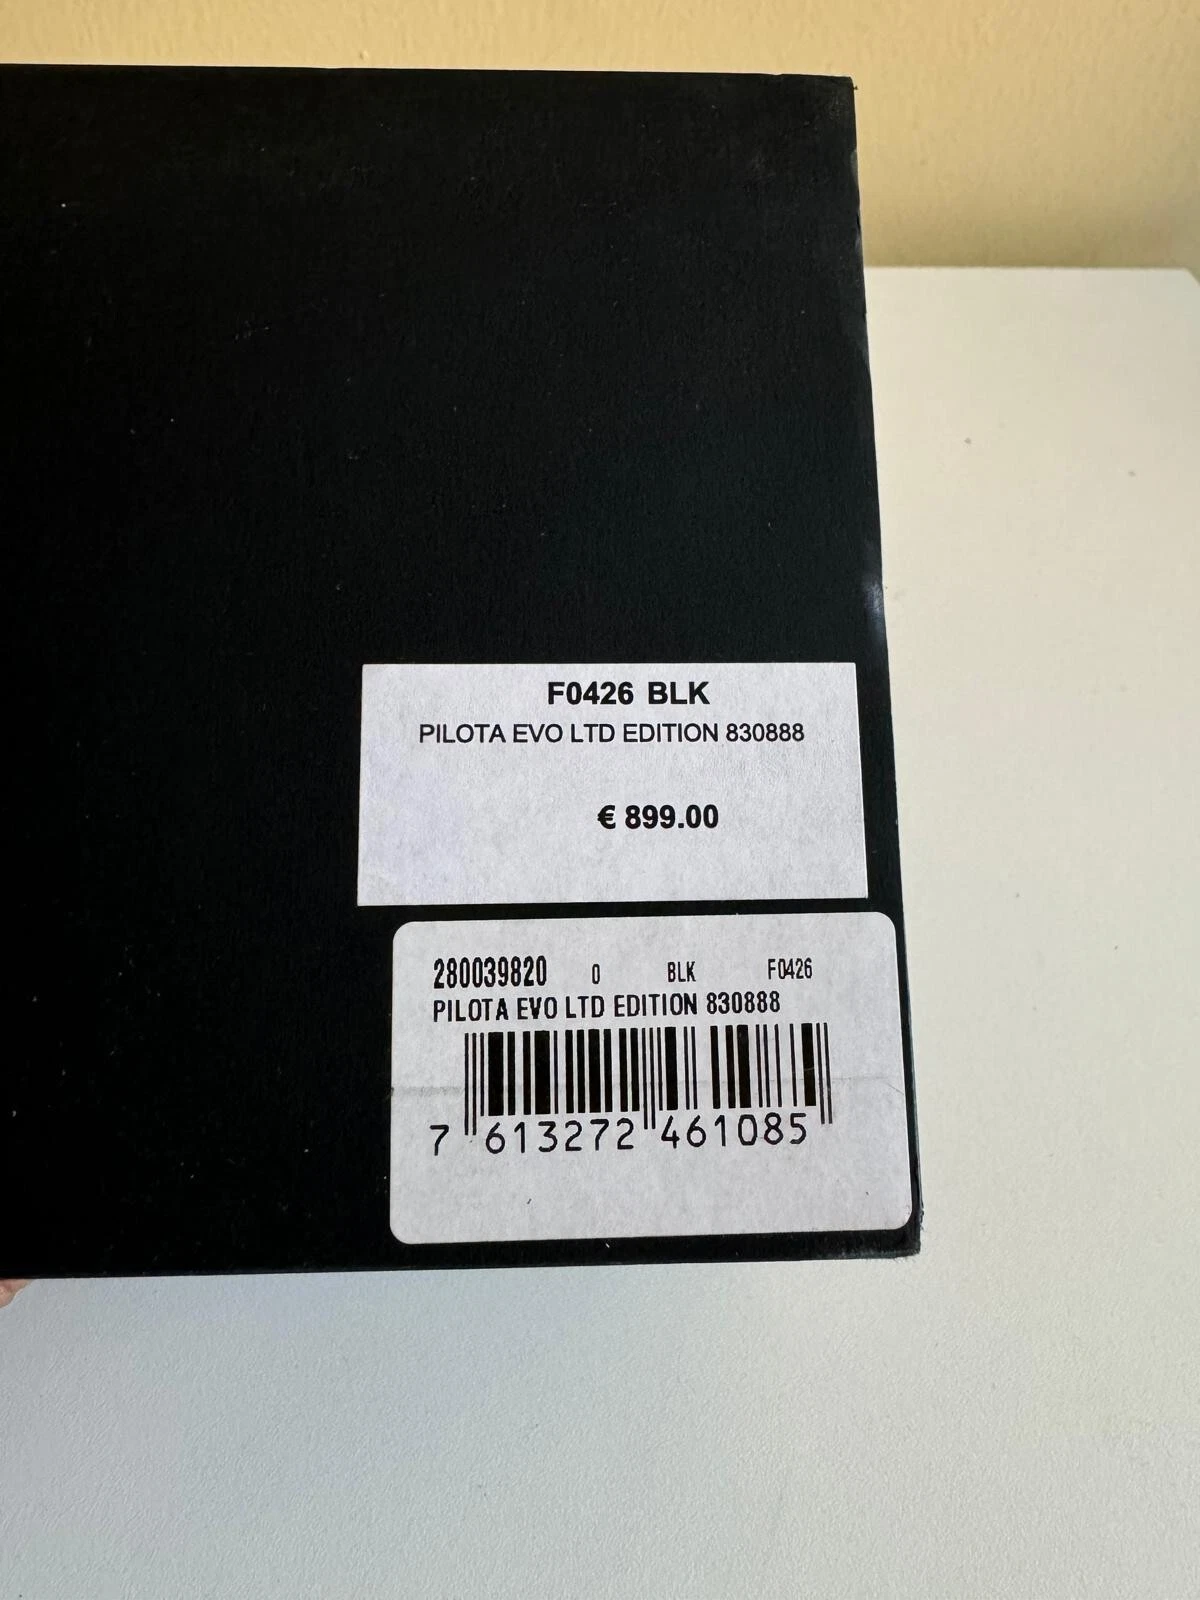 F0426 BLK
PILOTA EVO LTD EDITION 830888
€ 899.00
280039820 0 BLK F0426
PILOTA EVO LTD EDITION 830888
7 613272 461085